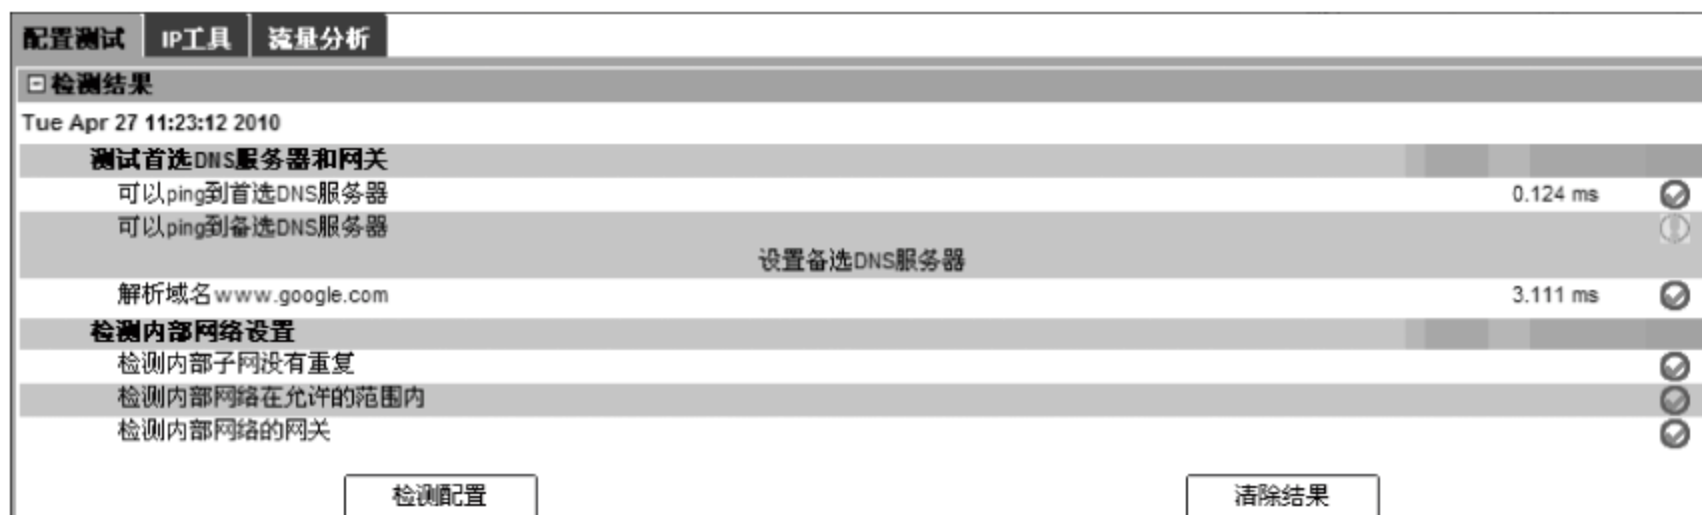 配置测试 IP工具 流量分析
检测结果
Tue Apr 27 11:23:12 2010
测试首选DNS服务器和网关
可以ping到首选DNS服务器 0.124 ms
可以ping到备选DNS服务器
设置备选DNS服务器
解析域名www.google.com 3.111 ms
检测内部网络设置
检测内部子网没有重复
检测内部网络在允许的范围内
检测内部网络的网关
检测配置 清除结果